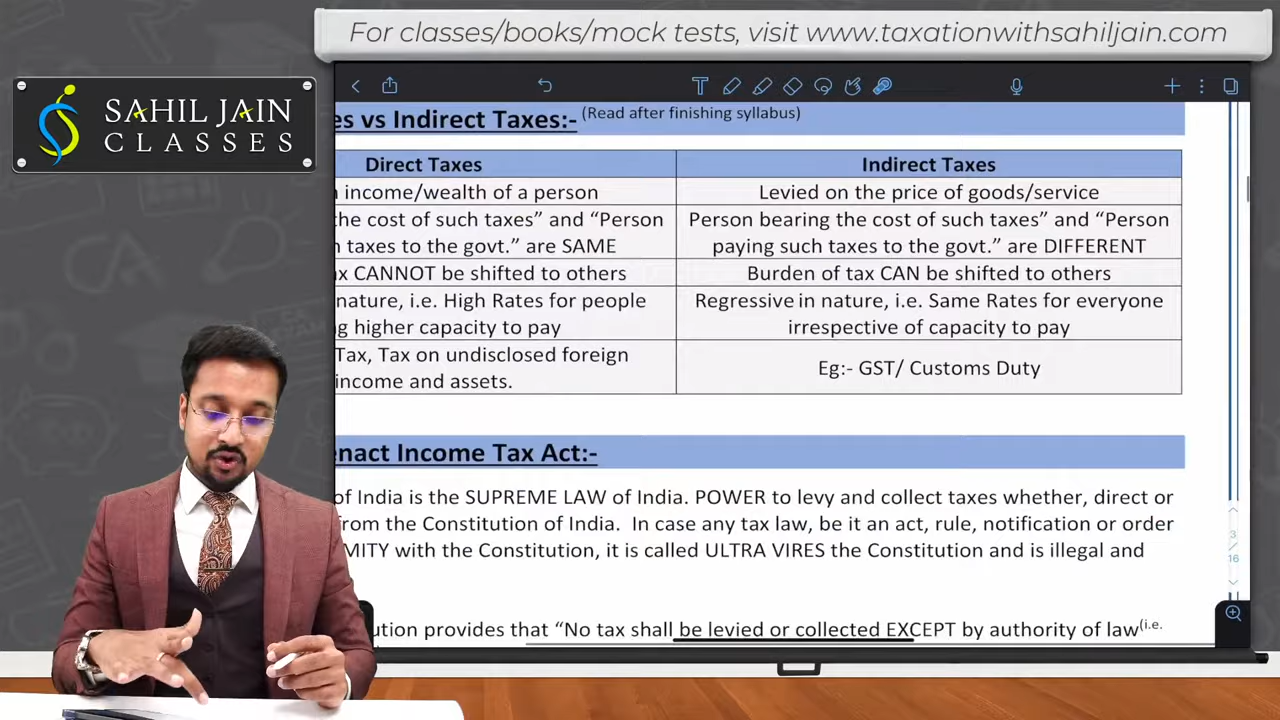 For classes/books/mock tests, visit www.taxationwithsahiljain.com
SAHIL JAIN
CLASSES
es vs Indirect Taxes:- (Read after finishing syllabus)
Direct Taxes
Indirect Taxes
income/wealth of a person
Levied on the price of goods/service
the cost of such taxes” and “Person
taxes to the govt.” are SAME
Person bearing the cost of such taxes” and “Person
paying such taxes to the govt.” are DIFFERENT
CANNOT be shifted to others
Burden of tax CAN be shifted to others
nature, i.e. High Rates for people
higher capacity to pay
Regressive in nature, i.e. Same Rates for everyone
irrespective of capacity to pay
Tax, Tax on undisclosed foreign
income and assets.
Eg:- GST/ Customs Duty
enact Income Tax Act:-
of India is the SUPREME LAW of India. POWER to levy and collect taxes whether, direct or
from the Constitution of India. In case any tax law, be it an act, rule, notification or order
MITY with the Constitution, it is called ULTRA VIRES the Constitution and is illegal and
ution provides that “No tax shall be levied or collected EXCEPT by authority of law(i.e.
3
16